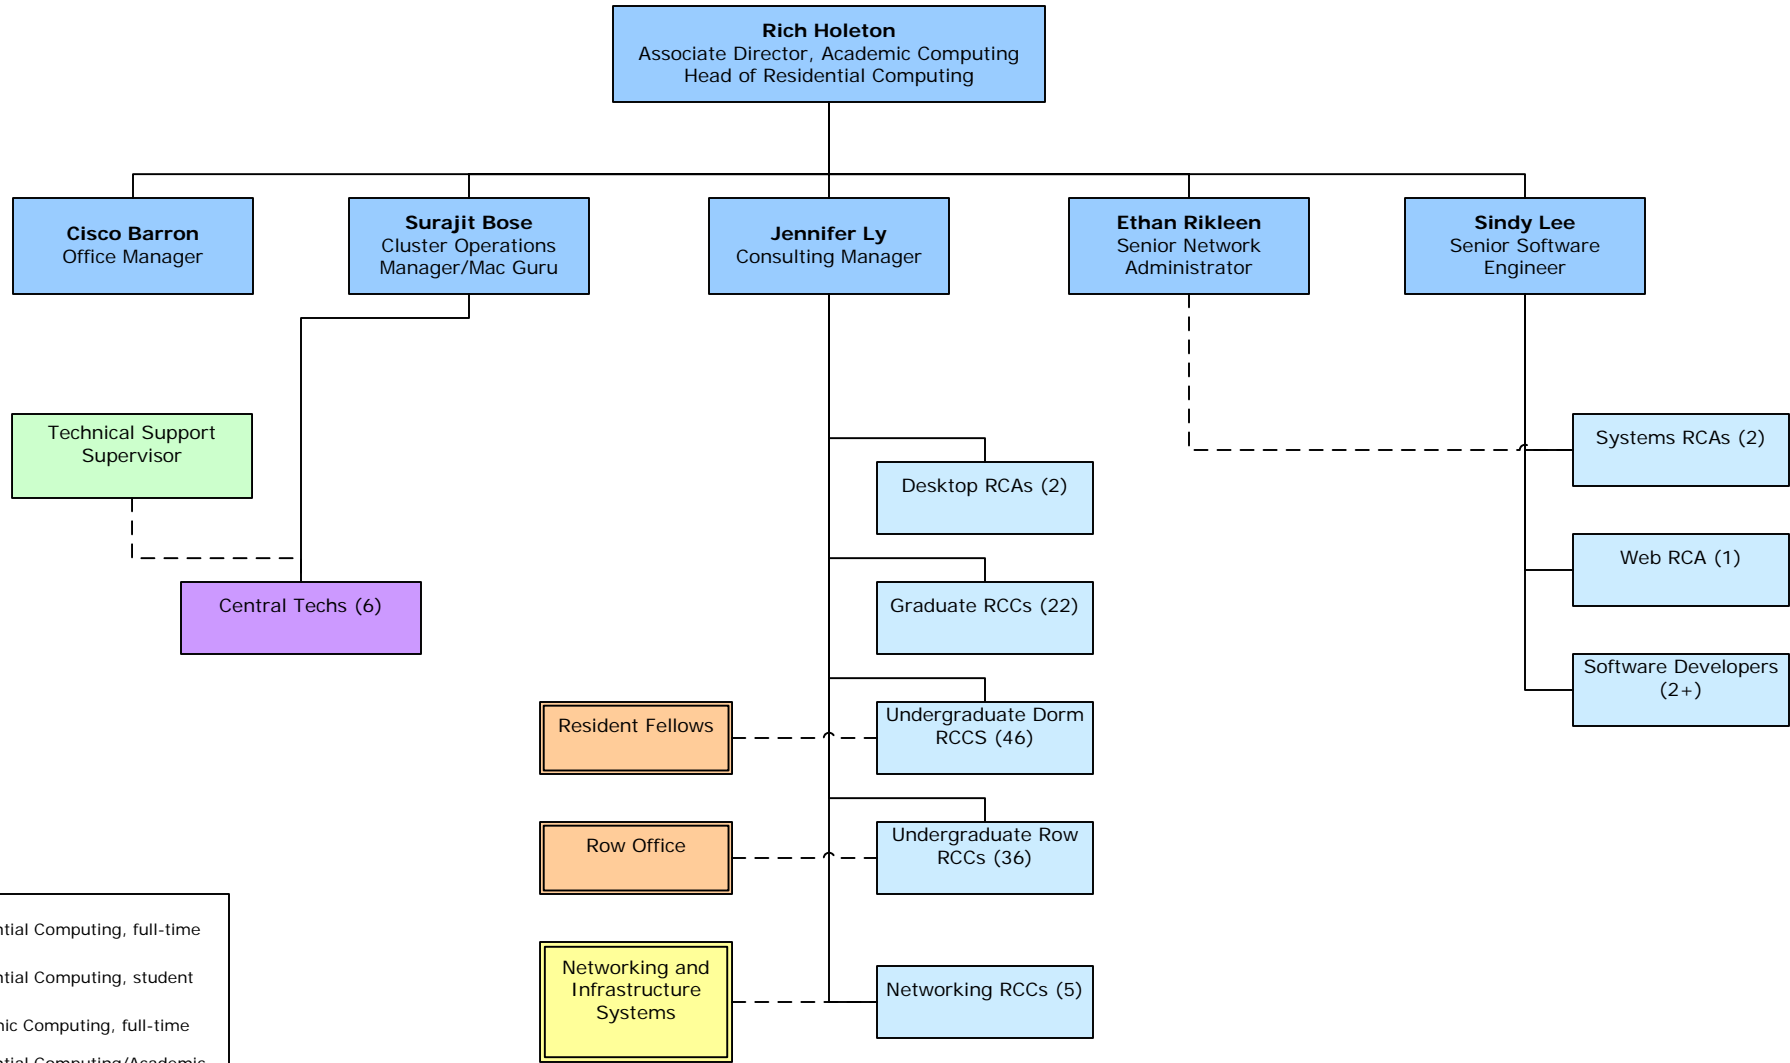 Rich Holeton
Associate Director, Academic Computing
Head of Residential Computing
Cisco Barron
Office Manager
Surajit Bose
Cluster Operations
Manager/Mac Guru
Jennifer Ly
Consulting Manager
Ethan Rikleen
Senior Network
Administrator
Sindy Lee
Senior Software
Engineer
Technical Support
Supervisor
Central Techs (6)
Desktop RCAs (2)
Graduate RCCs (22)
Undergraduate Dorm
RCCS (46)
Undergraduate Row
RCCs (36)
Networking RCCs (5)
Resident Fellows
Row Office
Networking and
Infrastructure
Systems
Systems RCAs (2)
Web RCA (1)
Software Developers
(2+)
ntial Computing, full-time
ntial Computing, student
nic Computing, full-time
ntial Computing/Academic